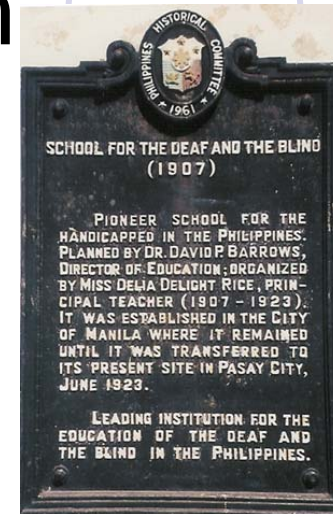 n
PHILIPPINES HISTORICAL COMMITTEE
★ 1961 ★
SCHOOL FOR THE DEAF AND THE BLIND
(1907)
PIONEER SCHOOL FOR THE
HANDICAPPED IN THE PHILIPPINES.
PLANNED BY DR. DAVID P. BARROWS,
DIRECTOR OF EDUCATION; ORGANIZED
BY MISS DELIA DELIGHT RICE, PRIN-
CIPAL TEACHER (1907 - 1923).
IT WAS ESTABLISHED IN THE CITY
OF MANILA WHERE IT REMAINED
UNTIL IT WAS TRANSFERRED TO
ITS PRESENT SITE IN PASAY CITY,
JUNE 1923.
LEADING INSTITUTION FOR THE
EDUCATION OF THE DEAF AND
THE BLIND IN THE PHILIPPINES.